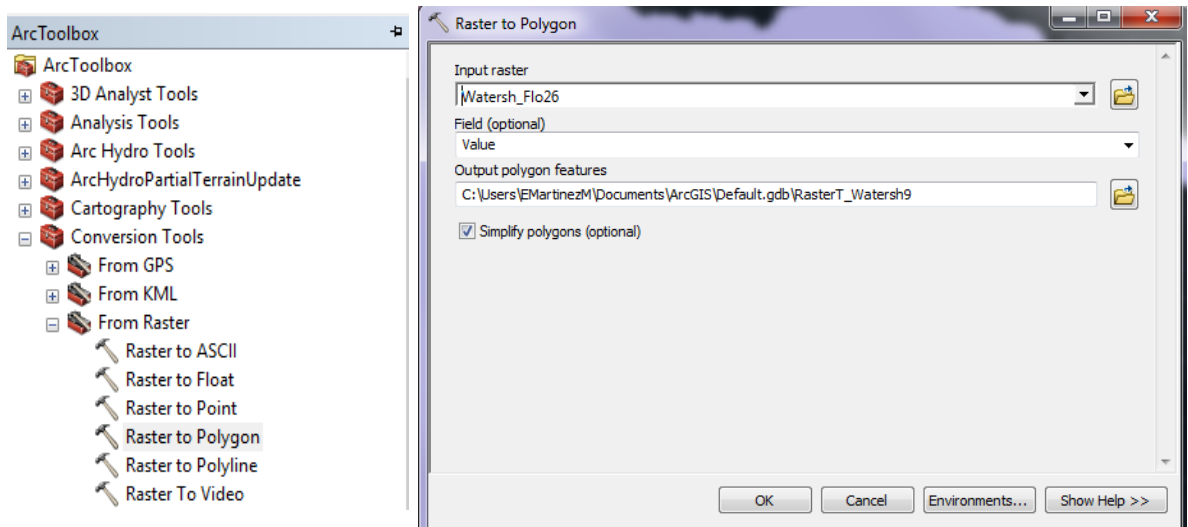 ArcToolbox
ArcToolbox
3D Analyst Tools
Analysis Tools
Arc Hydro Tools
ArcHydroPartialTerrainUpdate
Cartography Tools
Conversion Tools
From GPS
From KML
From Raster
Raster to ASCII
Raster to Float
Raster to Point
Raster to Polygon
Raster to Polyline
Raster To Video
Raster to Polygon
Input raster
Watersh_Flo26
Field (optional)
Value
Output polygon features
C:\Users\EMartinezM\Documents\ArcGIS\Default.gdb\RasterT_Watersh9
Simplify polygons (optional)
OK Cancel Environments... Show Help >>